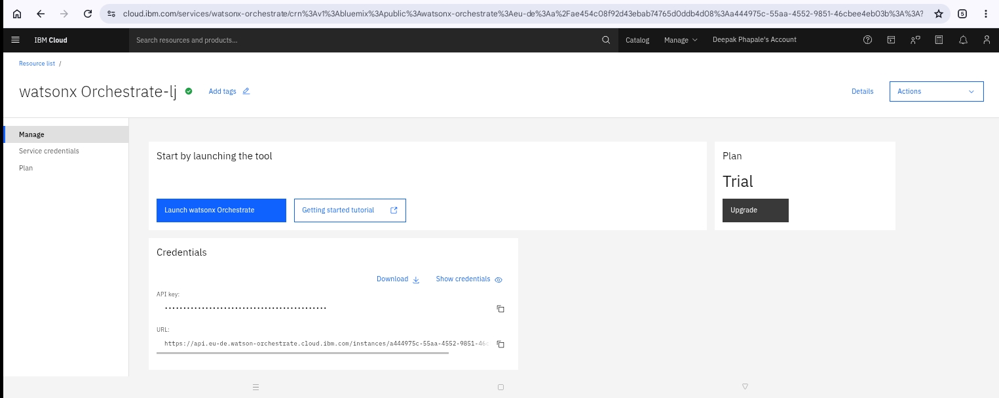 cloud.ibm.com/services/watsonx-orchestrate/crn%3Av1%3Abluemix%3Apublic%3Awatsonx-orchestrate%3Aeu-de%3Aa%2Fae454c08f92d43ebab74765d0ddb4d08%3Aa444975c-55aa-4552-9851-46cbee4eb03b%3A%3A?
5
IBM Cloud
Search resources and products...
Catalog
Manage
Deepak Phapale's Account
Resource list /
watsonx Orchestrate-lj
Add tags
Details
Actions
Manage
Service credentials
Plan
Start by launching the tool
Launch watsonx Orchestrate
Getting started tutorial
Plan
Trial
Upgrade
Credentials
Download
Show credentials
API key:
••••••••••••••••••••••••••••••••••••••••••••
URL:
https://api.eu-de.watson-orchestrate.cloud.ibm.com/instances/a444975c-55aa-4552-9851-46c